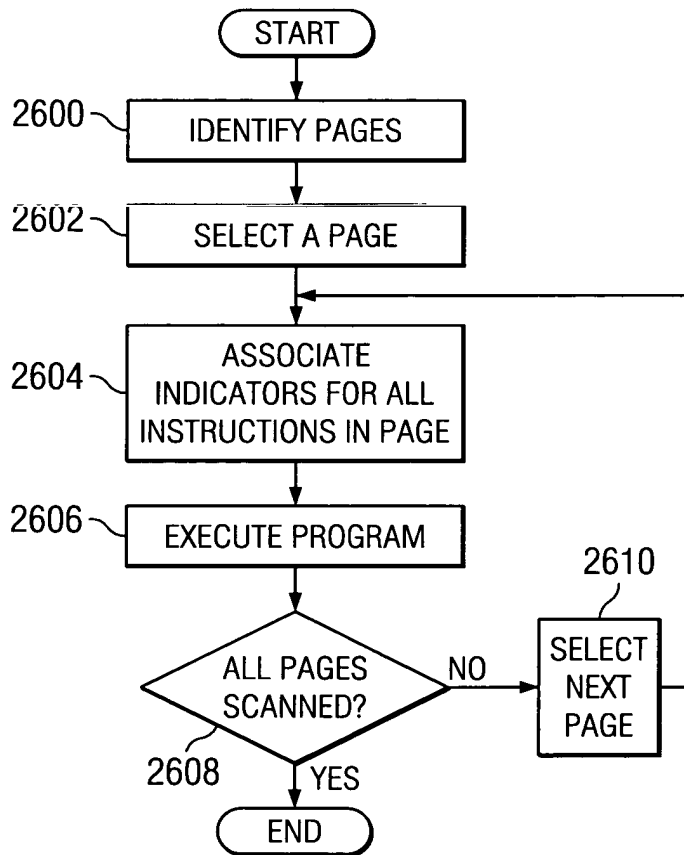 START
2600
IDENTIFY PAGES
2602
SELECT A PAGE
2604
ASSOCIATE
INDICATORS FOR ALL
INSTRUCTIONS IN PAGE
2606
EXECUTE PROGRAM
2610
SELECT
NEXT
PAGE
ALL PAGES
SCANNED?
NO
2608
YES
END